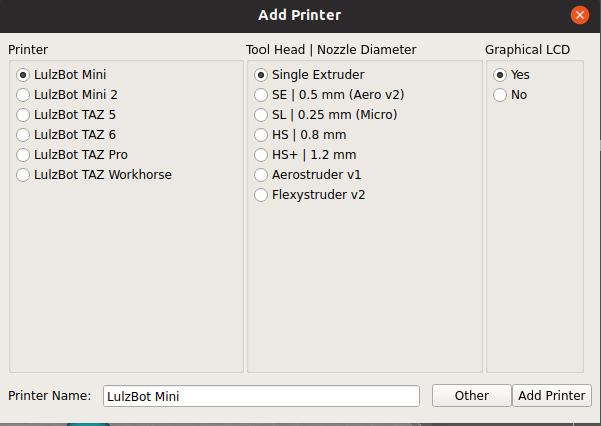 Add Printer
Printer
LulzBot Mini
LulzBot Mini 2
LulzBot TAZ 5
LulzBot TAZ 6
LulzBot TAZ Pro
LulzBot TAZ Workhorse
Tool Head | Nozzle Diameter
Single Extruder
SE | 0.5 mm (Aero v2)
SL | 0.25 mm (Micro)
HS | 0.8 mm
HS+ | 1.2 mm
Aerostruder v1
Flexystruder v2
Graphical LCD
Yes
No
Printer Name: LulzBot Mini
Other
Add Printer